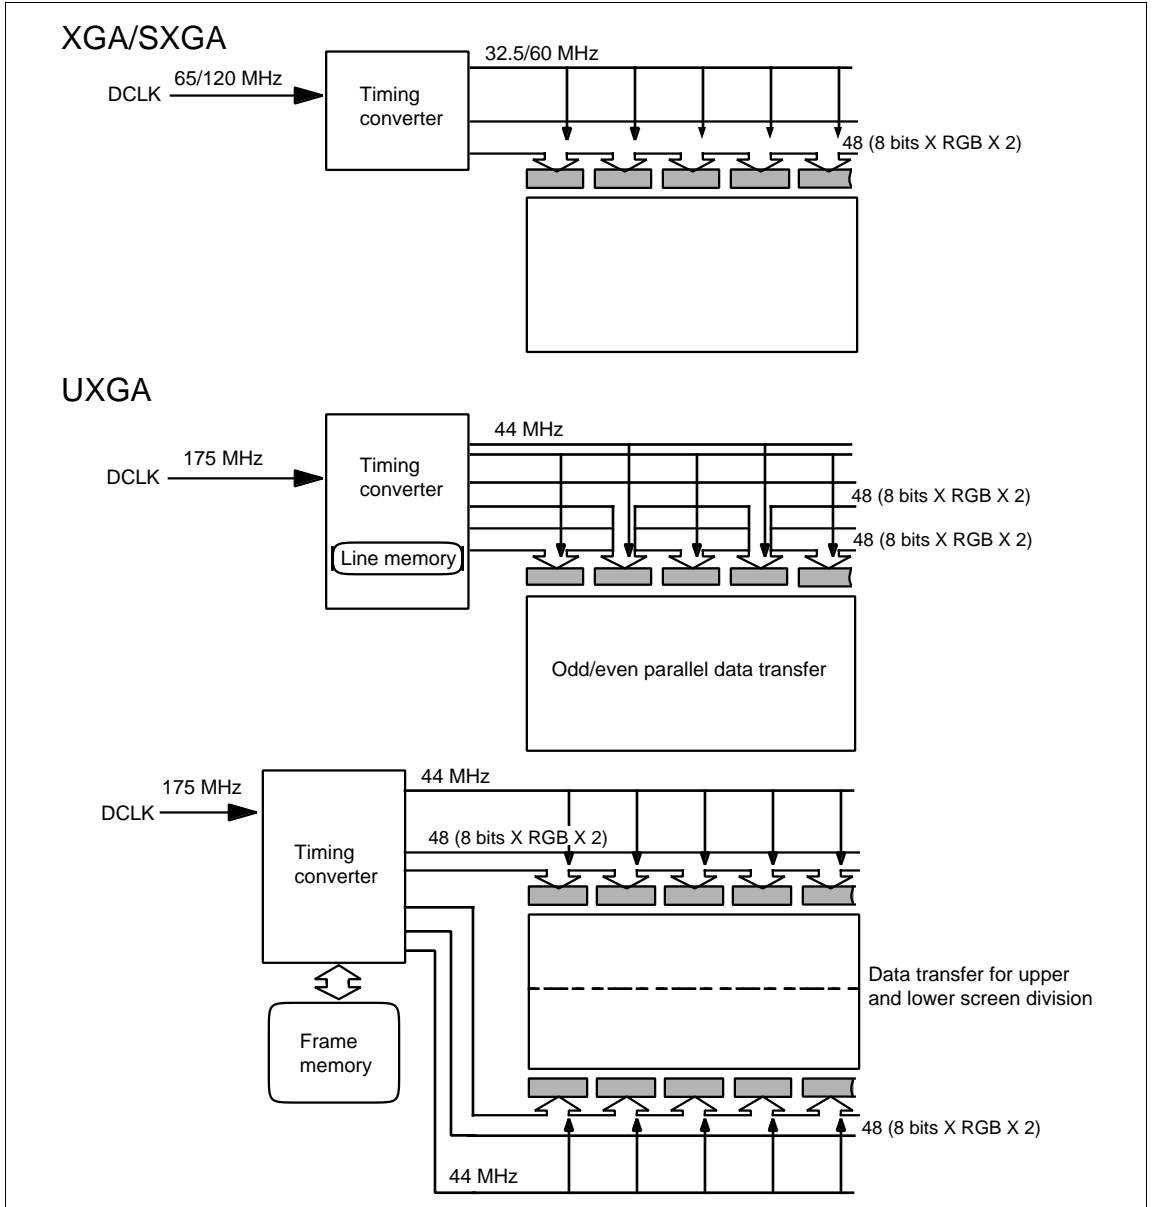 XGA/SXGA
32.5/60 MHz
65/120 MHz
DCLK
Timing
converter
48 (8 bits X RGB X 2)
UXGA
44 MHz
175 MHz
DCLK
Timing
converter
48 (8 bits X RGB X 2)
48 (8 bits X RGB X 2)
Line memory
Odd/even parallel data transfer
44 MHz
175 MHz
DCLK
48 (8 bits X RGB X 2)
Timing
converter
Data transfer for upper
and lower screen division
Frame
memory
48 (8 bits X RGB X 2)
44 MHz